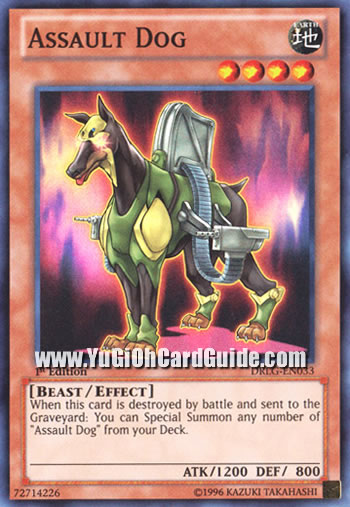 ASSAULT DOG
EARTH
地
1st Edition
DRLG-EN033
www.YuGiOhCardGuide.com
[BEAST/EFFECT]
When this card is destroyed by battle and sent to the
Graveyard: You can Special Summon any number of
"Assault Dog" from your Deck.
ATK/1200 DEF/ 800
72714226
©1996 KAZUKI TAKAHASHI